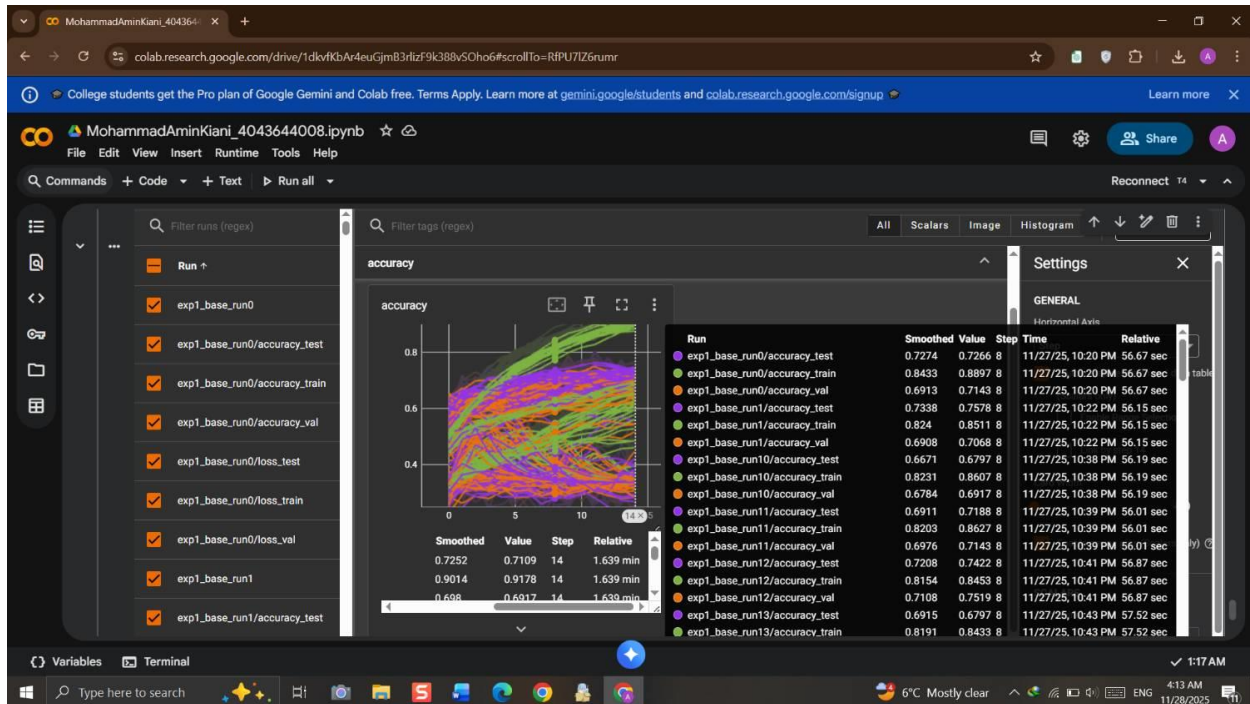 MohammadAminKiani_404364
colab.research.google.com/drive/1dkvfKbAr4euGjmB3rlizF9k388vSOho6#scrollTo=RfPU7lZ6rumr
College students get the Pro plan of Google Gemini and Colab free. Terms Apply. Learn more at gemini.google/students and colab.research.google.com/signup
Learn more
MohammadAminKiani_4043644008.ipynb
File Edit View Insert Runtime Tools Help
Share
A
Commands + Code + Text Run all
Reconnect T4
Filter runs (regex)
Filter tags (regex)
All Scalars Image Histogram
Run
exp1_base_run0
exp1_base_run0/accuracy_test
exp1_base_run0/accuracy_train
exp1_base_run0/accuracy_val
exp1_base_run0/loss_test
exp1_base_run0/loss_train
exp1_base_run0/loss_val
exp1_base_run1
exp1_base_run1/accuracy_test
accuracy
accuracy
0.8
0.6
0.4
0 5 10 14
Smoothed Value Step Relative
0.7252 0.7109 14 1.639 min
0.9014 0.9178 14 1.639 min
0.698 0.6917 14 1.639 min
Settings
GENERAL
Horizontal Axis
Run Smoothed Value Step Time Relative
exp1_base_run0/accuracy_test 0.7274 0.7266 8 11/27/25, 10:20 PM 56.67 sec
exp1_base_run0/accuracy_train 0.8433 0.8897 8 11/27/25, 10:20 PM 56.67 sec
exp1_base_run0/accuracy_val 0.6913 0.7143 8 11/27/25, 10:20 PM 56.67 sec
exp1_base_run1/accuracy_test 0.7338 0.7578 8 11/27/25, 10:22 PM 56.15 sec
exp1_base_run1/accuracy_train 0.824 0.8511 8 11/27/25, 10:22 PM 56.15 sec
exp1_base_run1/accuracy_val 0.6908 0.7068 8 11/27/25, 10:22 PM 56.15 sec
exp1_base_run10/accuracy_test 0.6671 0.6797 8 11/27/25, 10:38 PM 56.19 sec
exp1_base_run10/accuracy_train 0.8231 0.8607 8 11/27/25, 10:38 PM 56.19 sec
exp1_base_run10/accuracy_val 0.6784 0.6917 8 11/27/25, 10:38 PM 56.19 sec
exp1_base_run11/accuracy_test 0.6911 0.7188 8 11/27/25, 10:39 PM 56.01 sec
exp1_base_run11/accuracy_train 0.8203 0.8627 8 11/27/25, 10:39 PM 56.01 sec
exp1_base_run11/accuracy_val 0.6976 0.7143 8 11/27/25, 10:39 PM 56.01 sec
exp1_base_run12/accuracy_test 0.7208 0.7422 8 11/27/25, 10:41 PM 56.87 sec
exp1_base_run12/accuracy_train 0.8154 0.8453 8 11/27/25, 10:41 PM 56.87 sec
exp1_base_run12/accuracy_val 0.7108 0.7519 8 11/27/25, 10:41 PM 56.87 sec
exp1_base_run13/accuracy_test 0.6915 0.6797 8 11/27/25, 10:43 PM 57.52 sec
exp1_base_run13/accuracy_train 0.8191 0.8433 8 11/27/25, 10:43 PM 57.52 sec
Variables Terminal
1:17 AM
Type here to search
6°C Mostly clear
ENG
4:13 AM
11/28/2025